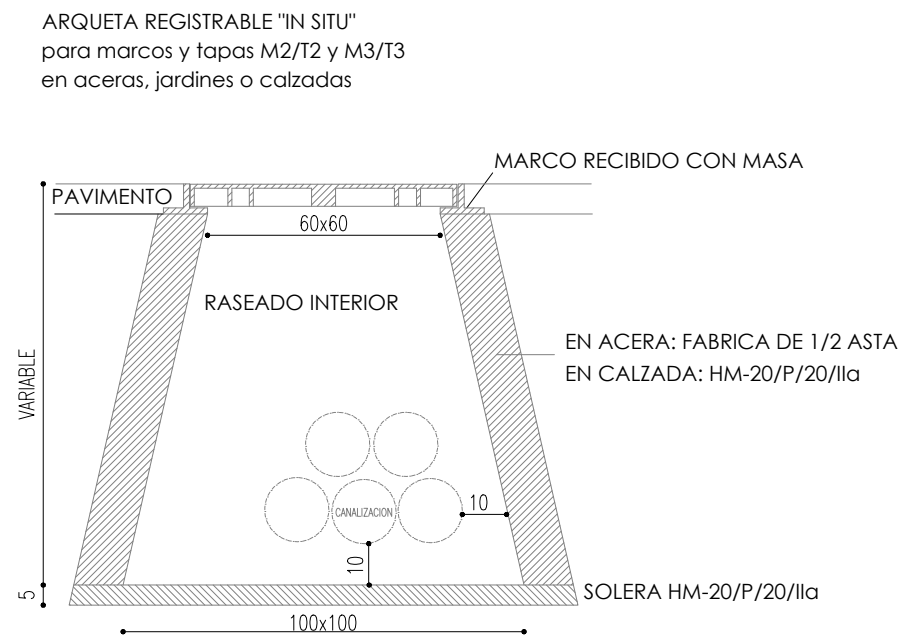 ARQUETA REGISTRABLE "IN SITU"
para marcos y tapas M2/T2 y M3/T3
en aceras, jardines o calzadas
MARCO RECIBIDO CON MASA
PAVIMENTO
60x60
RASEADO INTERIOR
EN ACERA: FABRICA DE 1/2 ASTA
EN CALZADA: HM-20/P/20/IIa
VARIABLE
10
CANALIZACION
10
5
SOLERA HM-20/P/20/IIa
100x100